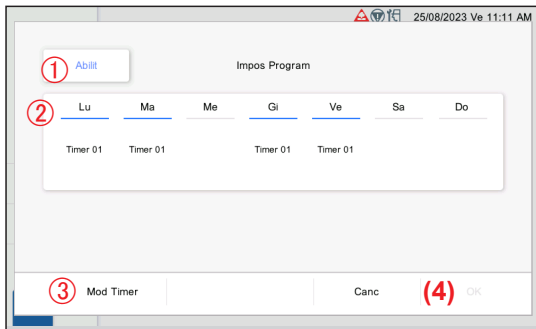 25/08/2023 Ve 11:11 AM
① Abilit Impos Program
② Lu Ma Me Gi Ve Sa Do
Timer 01 Timer 01 Timer 01 Timer 01
③ Mod Timer Canc (4) OK